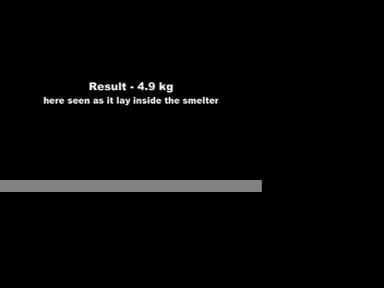 Result - 4.9 kg
here seen as it lay inside the smelter